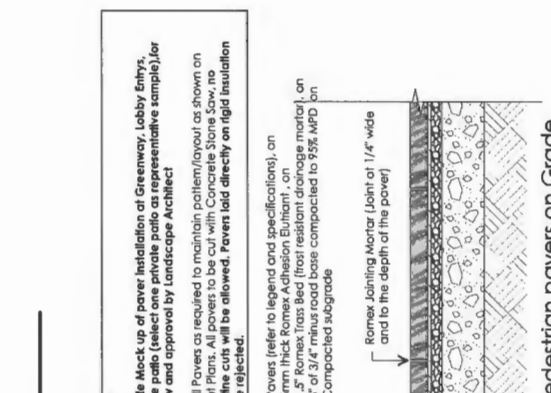 le Mock up of paver installation at Greenway, Lobby Entrys,
e patio (select one private patio as representative sample),for
w and approval by Landscape Architect
ll Pavers as required to maintain pattern/layout as shown on
t Plans. All pavers to be cut with Concrete Stone Saw, no
fine cuts will be allowed. Pavers laid directly on rigid insulation
e rejected.
Pavers (refer to legend and specifications), on
mm thick Romex Adhesion Elutriant , on
.5" Romex Trass Bed (frost resistant drainage mortar), on
" of 3/4" minus road base compacted to 95% MPD on
Compacted subgrade
Romex Jointing Mortar (Joint of 1/4" wide
and to the depth of the paver)
edestrian pavers on Grade